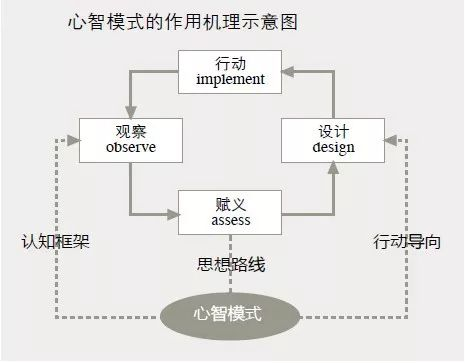 心智模式的作用机理示意图
行动
implement
观察
observe
设计
design
赋义
assess
认知框架
思想路线
行动导向
心智模式